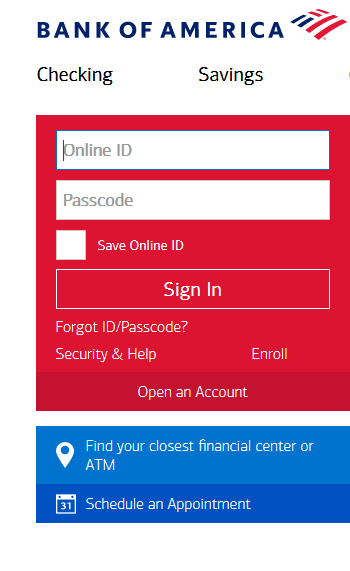 BANK OF AMERICA
Checking
Savings
Online ID
Passcode
Save Online ID
Sign In
Forgot ID/Passcode?
Security & Help
Enroll
Open an Account
Find your closest financial center or
ATM
31
Schedule an Appointment